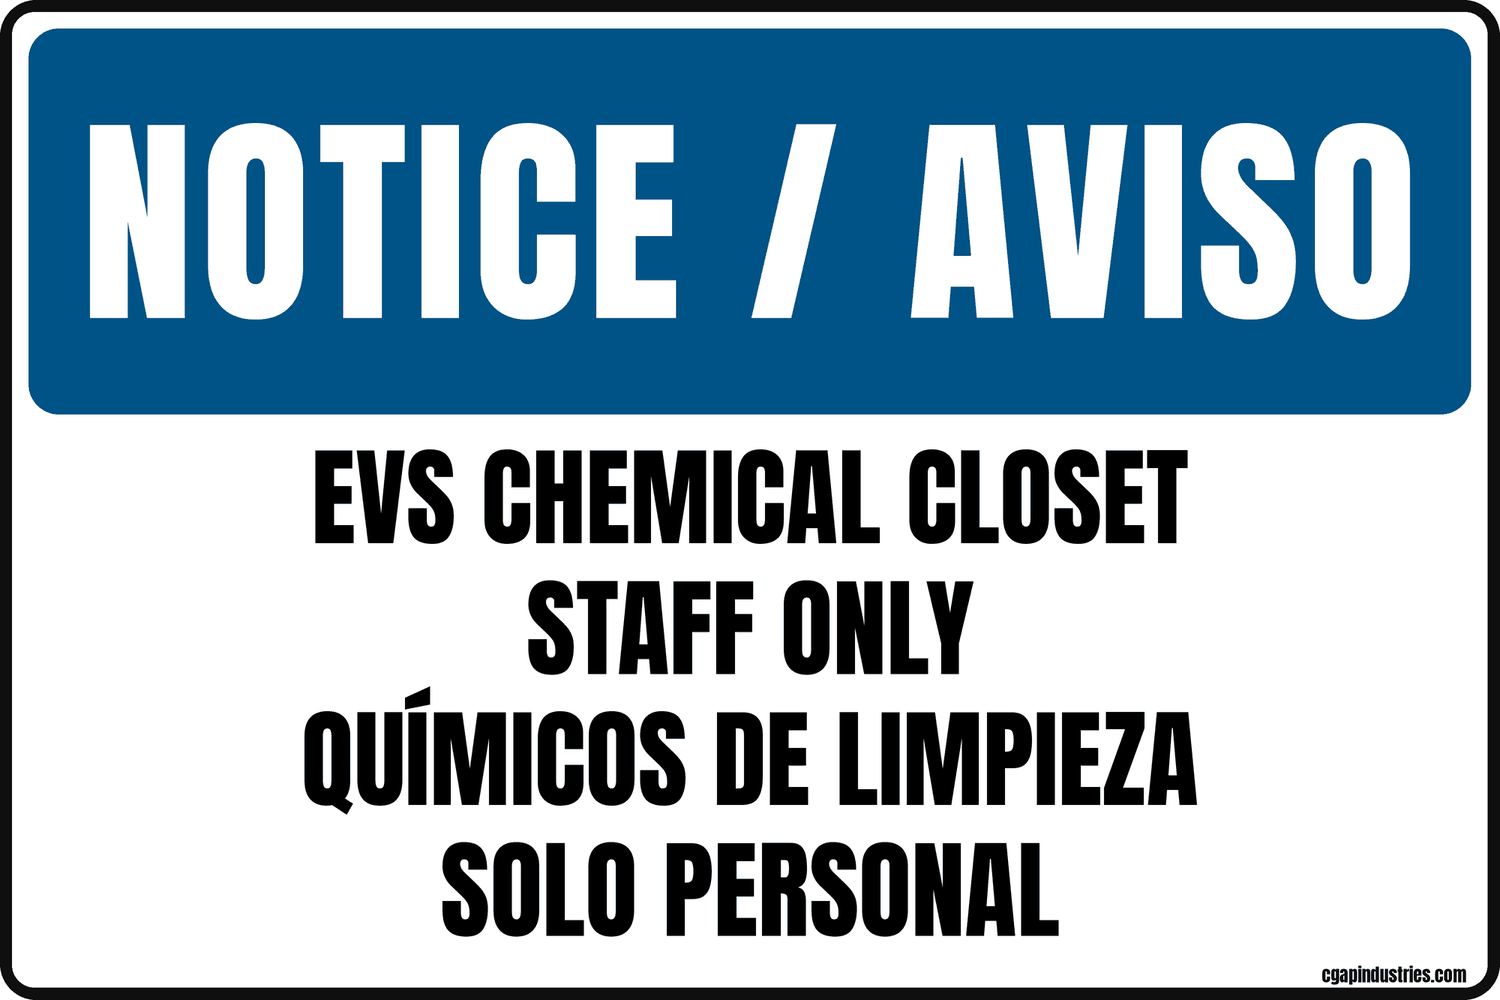 NOTICE / AVISO
EVS CHEMICAL CLOSET
STAFF ONLY
QUÍMICOS DE LIMPIEZA
SOLO PERSONAL
cgapindustries.com